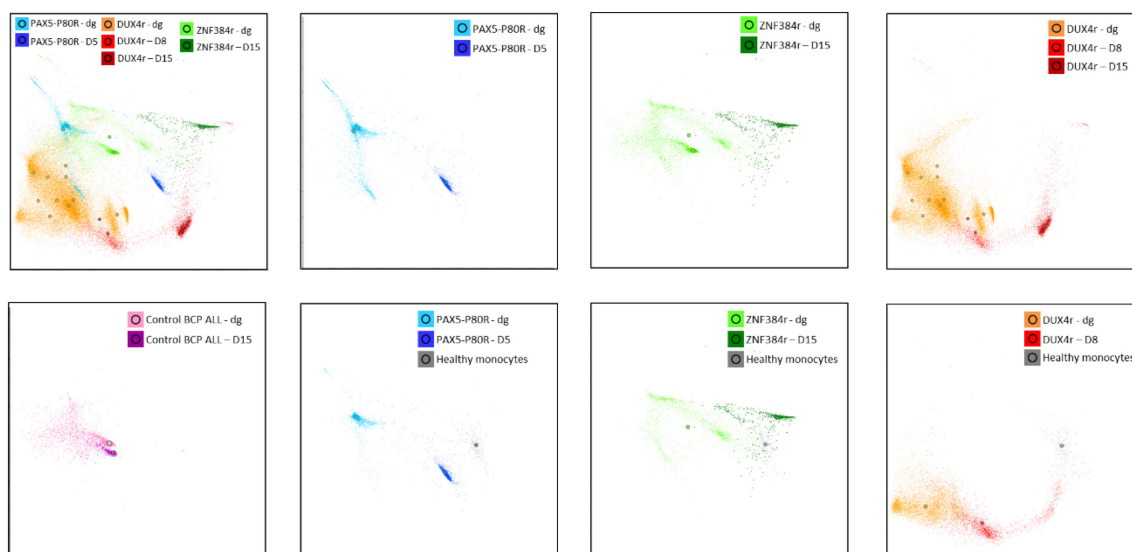 PAX5-P80R - dg DUX4r - dg ZNF384r - dg
PAX5-P80R - D5 DUX4r – D8 ZNF384r – D15
DUX4r – D15
PAX5-P80R - dg
PAX5-P80R - D5
ZNF384r - dg
ZNF384r – D15
DUX4r - dg
DUX4r – D8
DUX4r – D15
Control BCP ALL - dg
Control BCP ALL – D15
PAX5-P80R - dg
PAX5-P80R - D5
Healthy monocytes
ZNF384r - dg
ZNF384r – D15
Healthy monocytes
DUX4r - dg
DUX4r – D8
Healthy monocytes